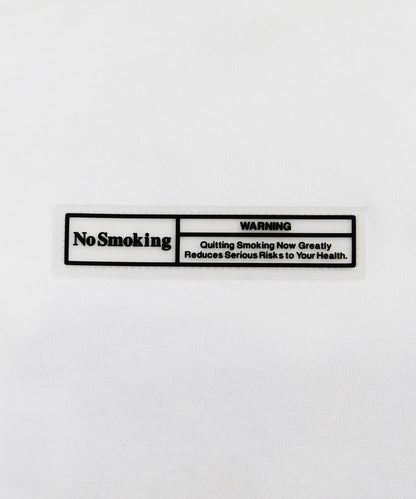 No Smoking
WARNING
Quitting Smoking Now Greatly
Reduces Serious Risks to Your Health.